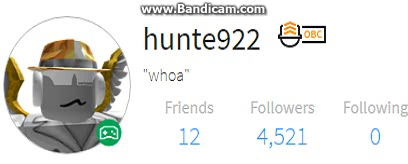 www.Bandicam.com
hunte922 OBC
"whoa"
Friends Followers Following
12 4,521 0